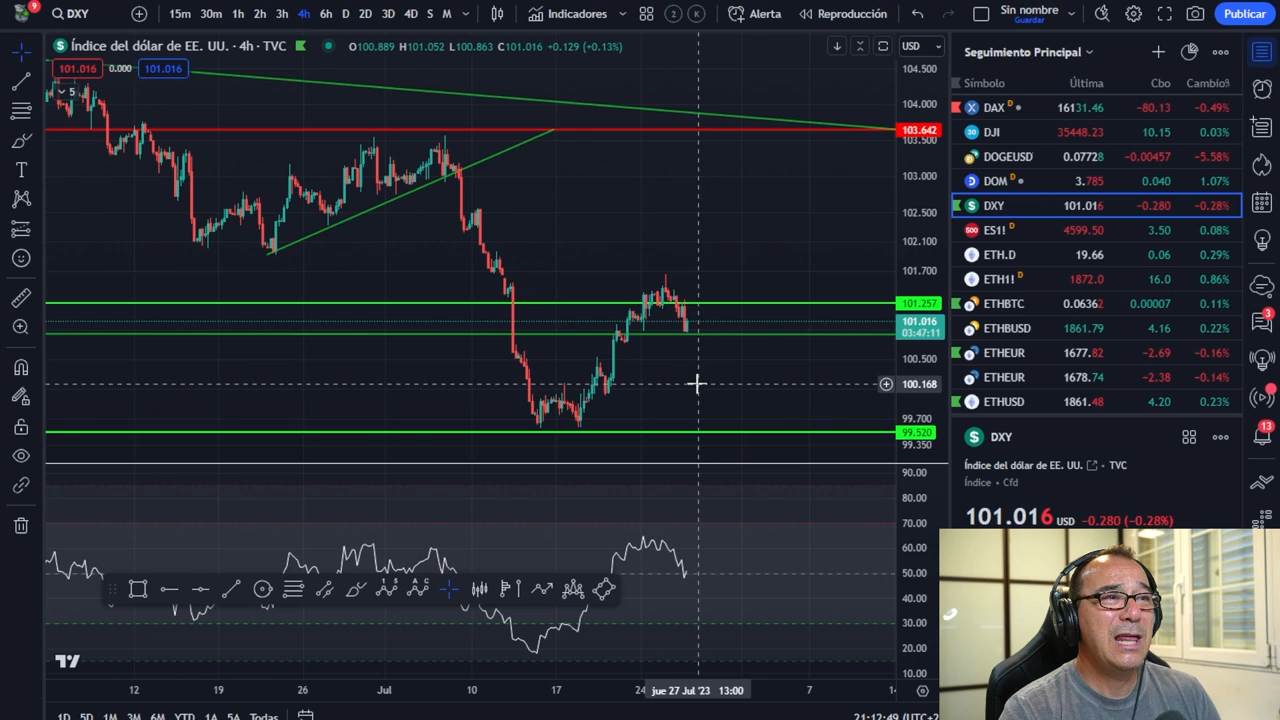 9
DXY
15m 30m 1h 2h 3h 4h 6h D 2D 3D 4D S M
Indicadores
2 K
Alerta
Reproducción
Sin nombre
Guardar
Publicar
Índice del dólar de EE. UU. · 4h · TVC O100.889 H101.052 L100.863 C101.016 +0.129 (+0.13%)
USD
101.016 0.000 101.016
5
104.500
104.000
103.642
103.500
103.000
102.500
102.100
101.700
101.257
101.016
03:47:11
100.500
100.168
99.700
99.520
99.350
90.00
80.00
70.00
60.00
50.00
40.00
30.00
20.00
10.00
12 19 26 Jul 10 17 24 jue 27 Jul '23 13:00 7
1D 5D 1M 3M 6M YTD 1A 5A Todas
21:12:49 (UTC+2
Seguimiento Principal
Símbolo Última Cbo Cambio%
DAX D 16131.46 -80.13 -0.49%
DJI 35448.23 10.15 0.03%
DOGEUSD 0.07728 -0.00457 -5.58%
DOM D 3.785 0.040 1.07%
DXY 101.016 -0.280 -0.28%
ES1! D 4599.50 3.50 0.08%
ETH.D 19.66 0.06 0.29%
ETH1! D 1872.0 16.0 0.86%
ETHBTC 0.06362 0.00007 0.11%
ETHBUSD 1861.79 4.16 0.22%
ETHEUR 1677.82 -2.69 -0.16%
ETHEUR 1678.74 -2.38 -0.14%
ETHUSD 1861.48 4.20 0.23%
DXY
Índice del dólar de EE. UU. · TVC
Índice · Cfd
101.016 USD -0.280 (-0.28%)
3
13